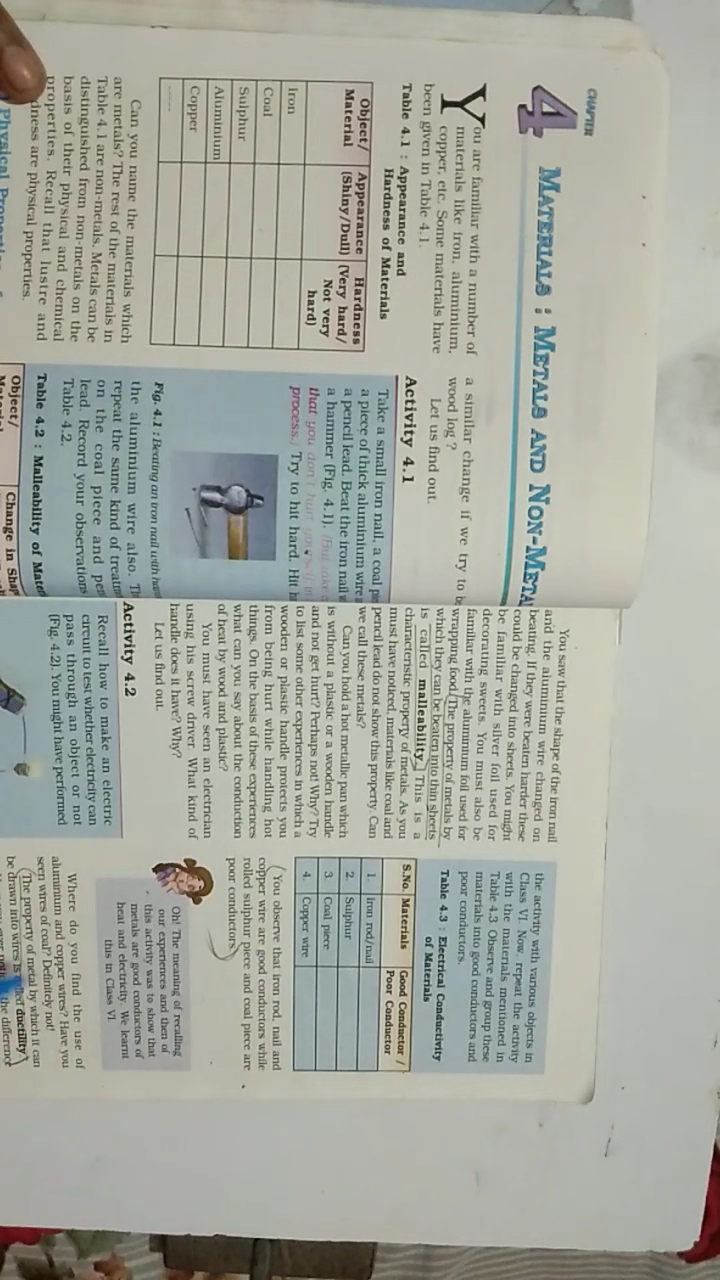 CHAPTER
4
MATERIALS : METALS AND NON-METAL
You are familiar with a number of
materials like iron, aluminium,
copper, etc. Some materials have
been given in Table 4.1.
Table 4.1 : Appearance and
Hardness of Materials
Object/ Material Appearance (Shiny/Dull) Hardness (Very hard/ Not very hard)
Iron
Coal
Sulphur
Aluminium
Copper
Can you name the materials which
are metals? The rest of the materials in
Table 4.1 are non-metals. Metals can be
distinguished from non-metals on the
basis of their physical and chemical
properties. Recall that lustre and
are physical properties.
Physical
a similar change if we try to
wood log ?
Let us find out.
Activity 4.1
Take a small iron nail, a coal
a piece of thick aluminium wire
a pencil lead. Beat the iron nail
a hammer (Fig. 4.1).
that you don't hurt yourself
process. Try to hit hard. Hit
Fig. 4.1 : Beating an iron nail with
the aluminium wire also.
repeat the same kind of
on the coal piece and
lead. Record your observations
Table 4.2.
Table 4.2 : Malleability of
Object/ Change in
You saw that the shape of the iron nail
and the aluminium wire changed on
beating. If they were beaten harder these
could be changed into sheets. You might
be familiar with silver foil used for
decorating sweets. You must also be
familiar with the aluminium foil used for
wrapping food. The property of metals by
which they can be beaten into thin sheets
is called malleability. This is a
characteristic property of metals. As you
must have noticed, materials like coal and
pencil lead do not show this property. Can
we call these metals?
Can you hold a hot metallic pan which
is without a plastic or a wooden handle
and not get hurt? Perhaps not! Why? Try
to list some other experiences in which a
wooden or plastic handle protects you
from being hurt while handling hot
things. On the basis of these experiences
what can you say about the conduction
of heat by wood and plastic?
You must have seen an electrician
using his screw driver. What kind of
handle does it have? Why?
Let us find out.
Activity 4.2
Recall how to make an electric
circuit to test whether electricity can
pass through an object or not
(Fig. 4.2). You might have performed
the activity with various objects in
Class VI. Now, repeat the activity
with the materials mentioned in
Table 4.3. Observe and group these
materials into good conductors and
poor conductors.
Table 4.3 : Electrical Conductivity
of Materials
S.No. Materials Good Conductor / Poor Conductor
1. Iron rod/nail
2. Sulphur
3. Coal piece
4. Copper wire
You observe that iron rod, nail and
copper wire are good conductors while
rolled sulphur piece and coal piece are
poor conductors.
Oh! The meaning of recalling
our experiences and then of
this activity was to show that
metals are good conductors of
heat and electricity. We learnt
this in Class VI.
Where do you find the use of
aluminium and copper wires? Have you
seen wires of coal? Definitely not!
The property of metal by which it can
be drawn into wires is ductility
the difference